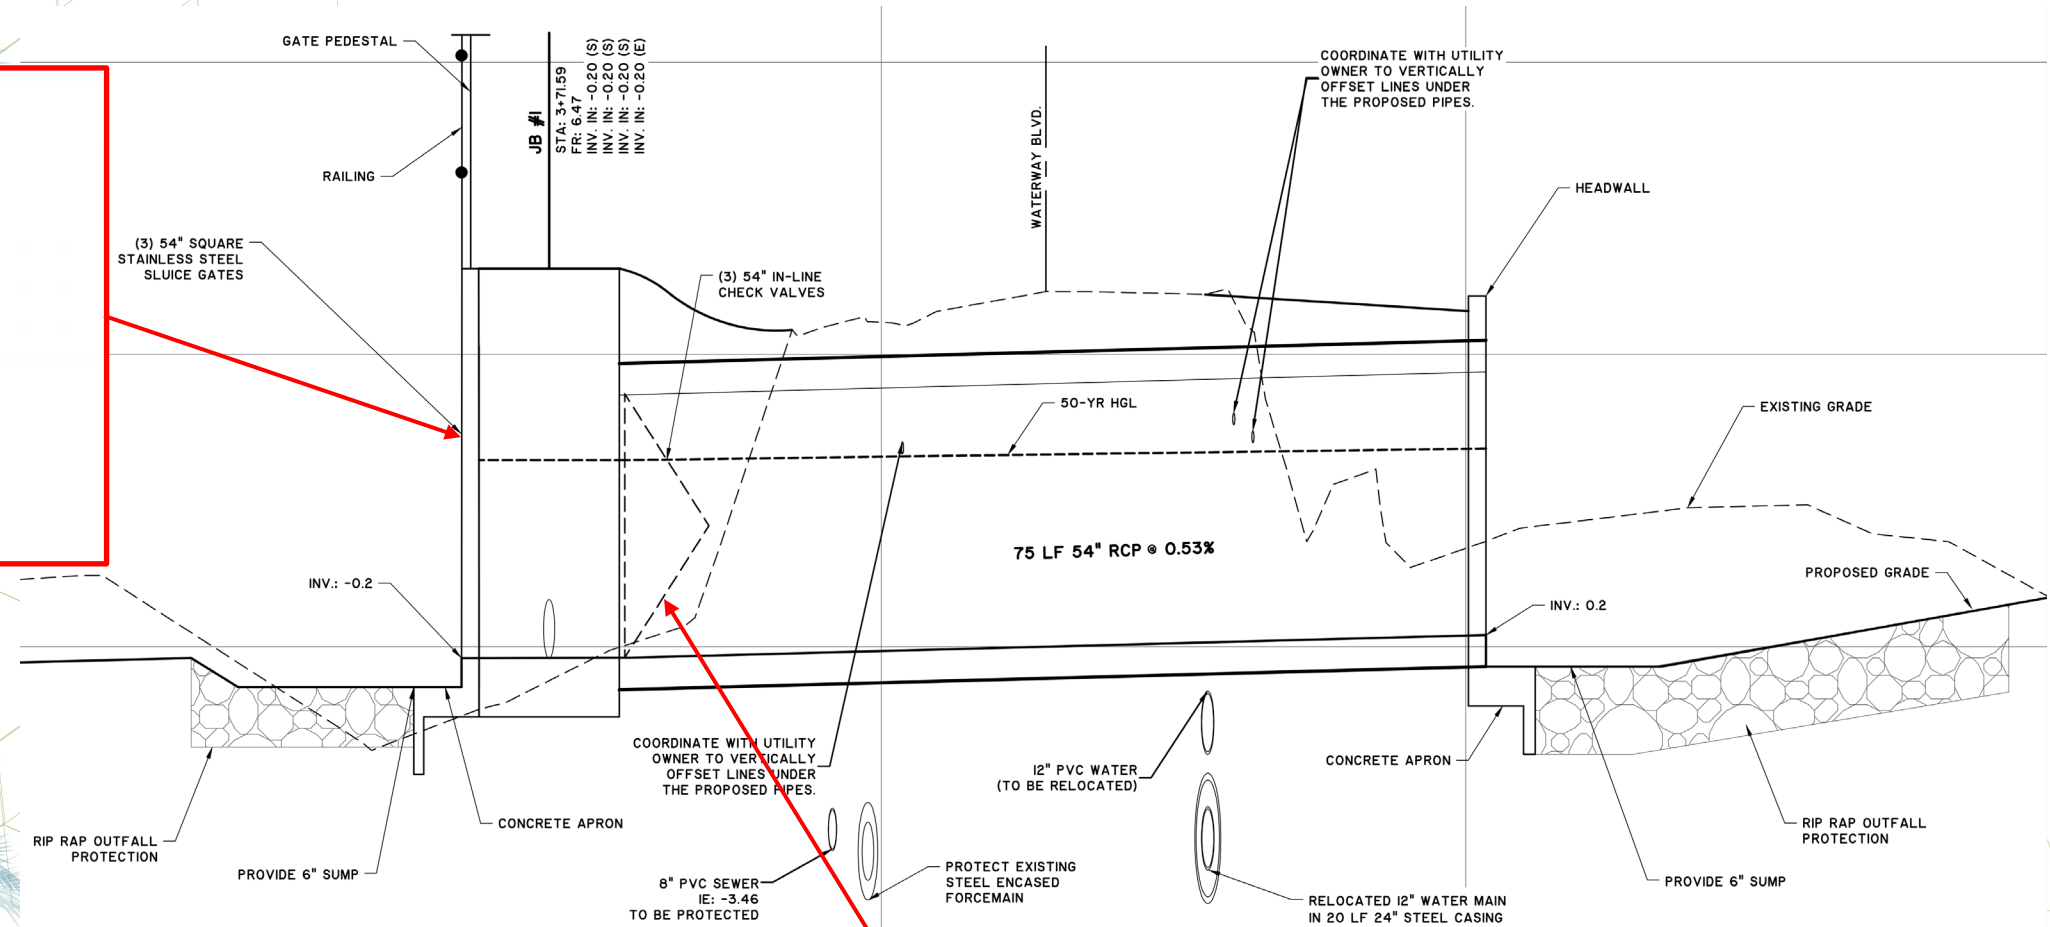 GATE PEDESTAL
RAILING
(3) 54" SQUARE
STAINLESS STEEL
SLUICE GATES
JB #1
STA: 3+71.59
FR: 6.47
INV. IN: -0.20 (S)
INV. IN: -0.20 (S)
INV. IN: -0.20 (S)
INV. IN: -0.20 (E)
(3) 54" IN-LINE
CHECK VALVES
WATERWAY BLVD.
COORDINATE WITH UTILITY
OWNER TO VERTICALLY
OFFSET LINES UNDER
THE PROPOSED PIPES.
HEADWALL
50-YR HGL
EXISTING GRADE
75 LF 54" RCP @ 0.53%
INV.: -0.2
PROPOSED GRADE
INV.: 0.2
COORDINATE WITH UTILITY
OWNER TO VERTICALLY
OFFSET LINES UNDER
THE PROPOSED PIPES.
12" PVC WATER
(TO BE RELOCATED)
CONCRETE APRON
RIP RAP OUTFALL
PROTECTION
CONCRETE APRON
RIP RAP OUTFALL
PROTECTION
PROVIDE 6" SUMP
8" PVC SEWER
IE: -3.46
TO BE PROTECTED
PROTECT EXISTING
STEEL ENCASED
FORCEMAIN
RELOCATED 12" WATER MAIN
IN 20 LF 24" STEEL CASING
PROVIDE 6" SUMP